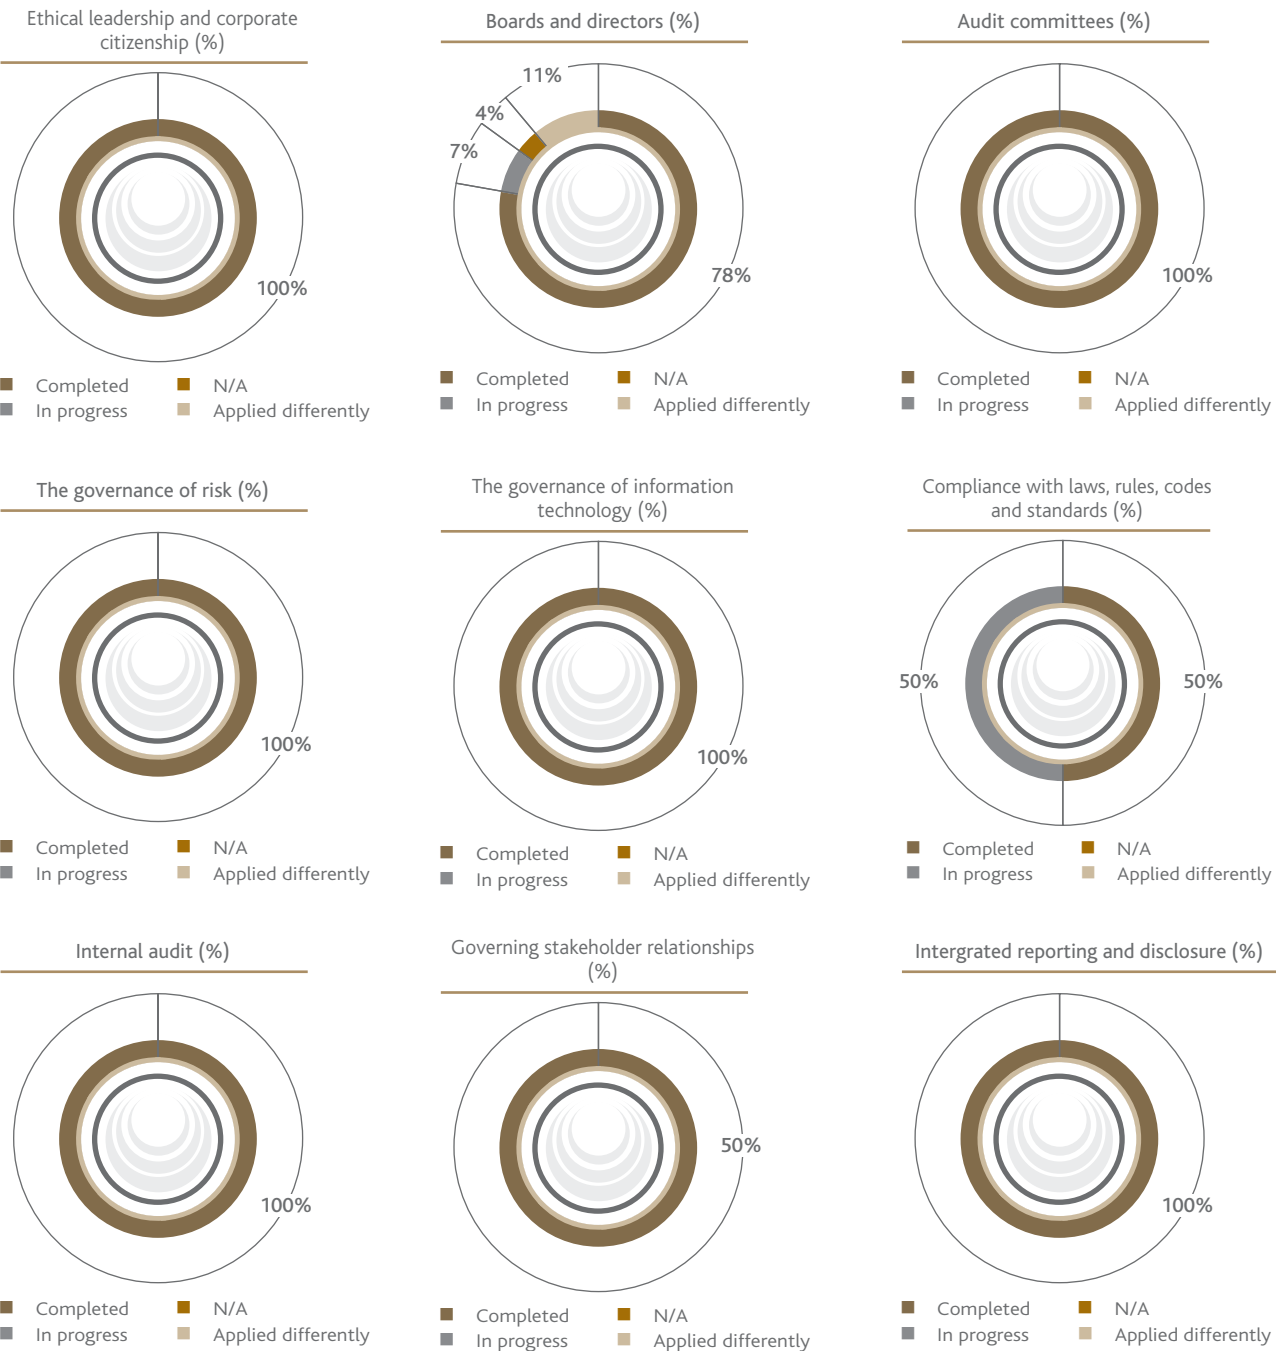 Ethical leadership and corporate
citizenship (%)
100%
Completed
N/A
In progress
Applied differently
Boards and directors (%)
11%
4%
7%
78%
Completed
N/A
In progress
Applied differently
Audit committees (%)
100%
Completed
N/A
In progress
Applied differently
The governance of risk (%)
100%
Completed
N/A
In progress
Applied differently
The governance of information
technology (%)
100%
Completed
N/A
In progress
Applied differently
Compliance with laws, rules, codes
and standards (%)
50%
50%
Completed
N/A
In progress
Applied differently
Internal audit (%)
100%
Completed
N/A
In progress
Applied differently
Governing stakeholder relationships
(%)
50%
Completed
N/A
In progress
Applied differently
Intergrated reporting and disclosure (%)
100%
Completed
N/A
In progress
Applied differently